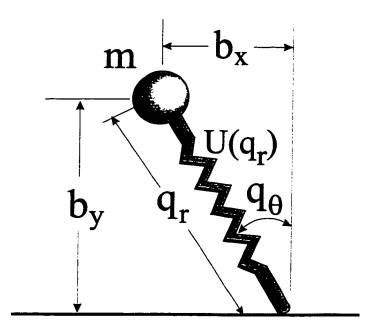 b_x
m
U(q_r)
b_y
q_r
q_θ